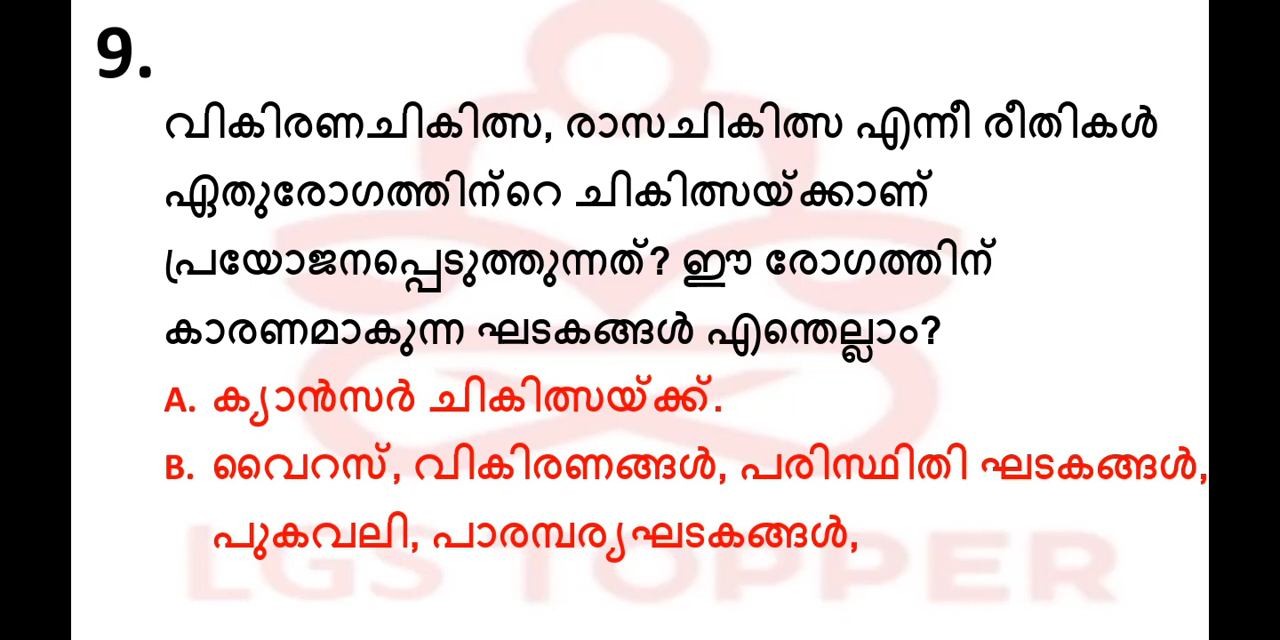 9.
വികിരണചികിത്സ, രാസചികിത്സ എന്നീ രീതികൾ
ഏതുരോഗത്തിന്റെ ചികിത്സയ്ക്കാണ്
പ്രയോജനപ്പെടുത്തുന്നത്? ഈ രോഗത്തിന്
കാരണമാകുന്ന ഘടകങ്ങൾ എന്തെല്ലാം?
A. ക്യാൻസർ ചികിത്സയ്ക്ക്.
B. വൈറസ്, വികിരണങ്ങൾ, പരിസ്ഥിതി ഘടകങ്ങൾ,
പുകവലി, പാരമ്പര്യഘടകങ്ങൾ,
LGS TOPPER